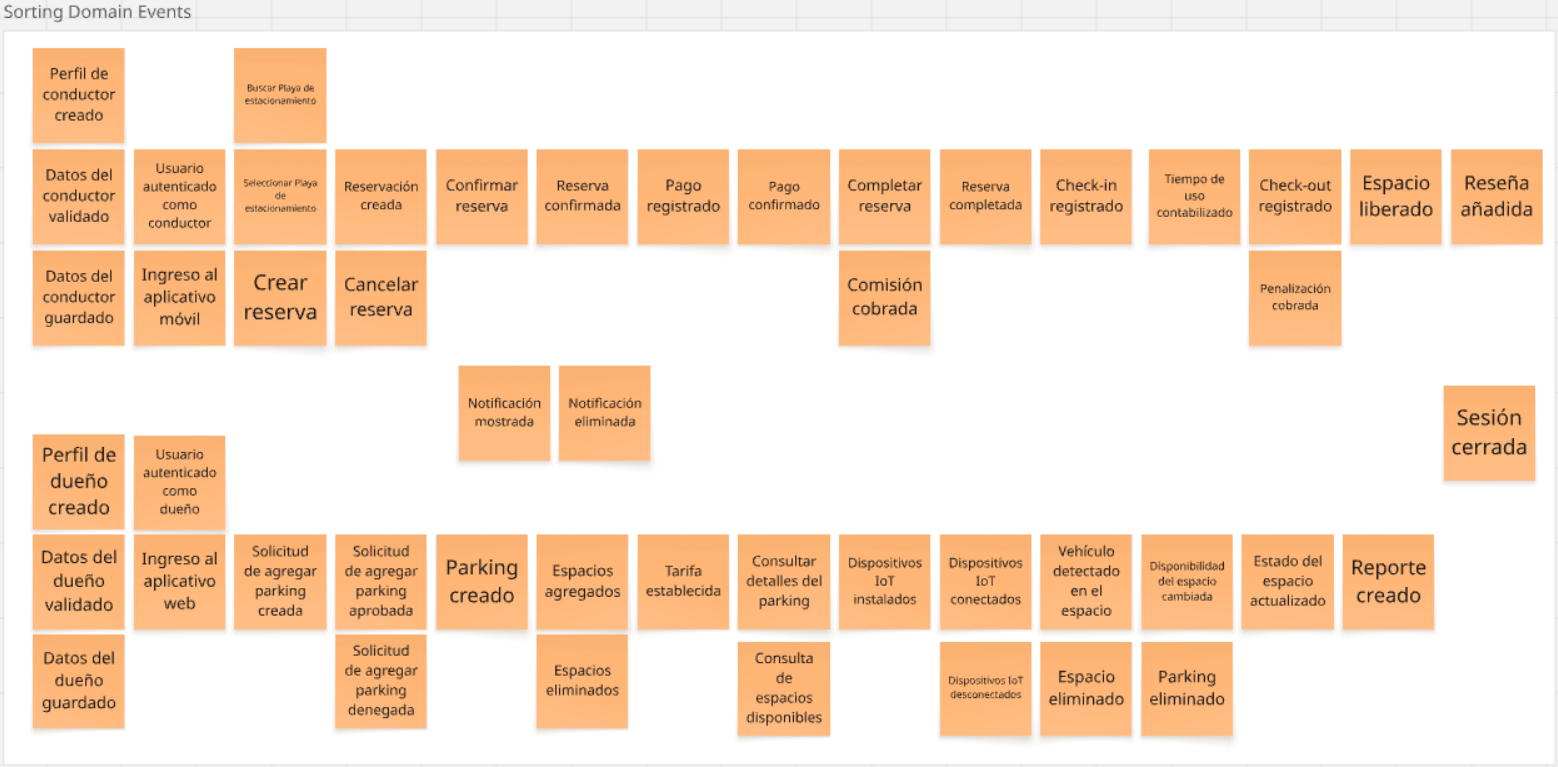 Sorting Domain Events
Perfil de
conductor
creado
Buscar Playa de
estacionamiento
Datos del
conductor
validado
Usuario
autenticado
como
conductor
Seleccionar Playa
de
estacionamiento
Reservación
creada
Confirmar
reserva
Reserva
confirmada
Pago
registrado
Pago
confirmado
Completar
reserva
Reserva
completada
Check-in
registrado
Tiempo de
uso
contabilizado
Check-out
registrado
Espacio
liberado
Reseña
añadida
Datos del
conductor
guardado
Ingreso al
aplicativo
móvil
Crear
reserva
Cancelar
reserva
Comisión
cobrada
Penalización
cobrada
Notificación
mostrada
Notificación
eliminada
Sesión
cerrada
Perfil de
dueño
creado
Usuario
autenticado
como
dueño
Datos del
dueño
validado
Ingreso al
aplicativo
web
Solicitud
de agregar
parking
creada
Solicitud
de agregar
parking
aprobada
Parking
creado
Espacios
agregados
Tarifa
establecida
Consultar
detalles del
parking
Dispositivos
IoT
instalados
Dispositivos
IoT
conectados
Vehículo
detectado
en el
espacio
Disponibilidad
del espacio
cambiada
Estado del
espacio
actualizado
Reporte
creado
Datos del
dueño
guardado
Solicitud
de agregar
parking
denegada
Espacios
eliminados
Consulta
de
espacios
disponibles
Dispositivos IoT
desconectados
Espacio
eliminado
Parking
eliminado